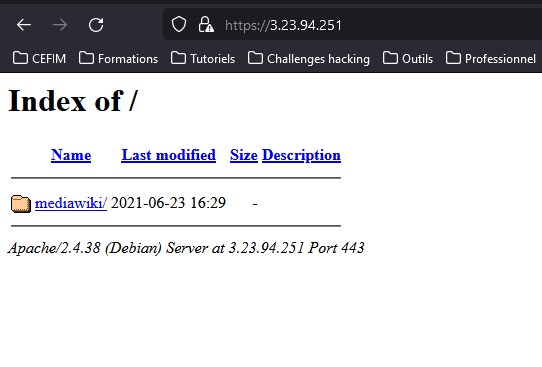 https://3.23.94.251
CEFIM Formations Tutoriels Challenges hacking Outils Professionnel
Index of /
Name Last modified Size Description
mediawiki/ 2021-06-23 16:29 -
Apache/2.4.38 (Debian) Server at 3.23.94.251 Port 443